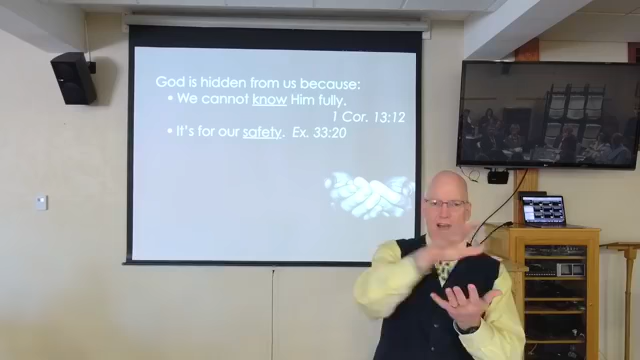 God is hidden from us because:
• We cannot know Him fully.
1 Cor. 13:12
• It's for our safety. Ex. 33:20